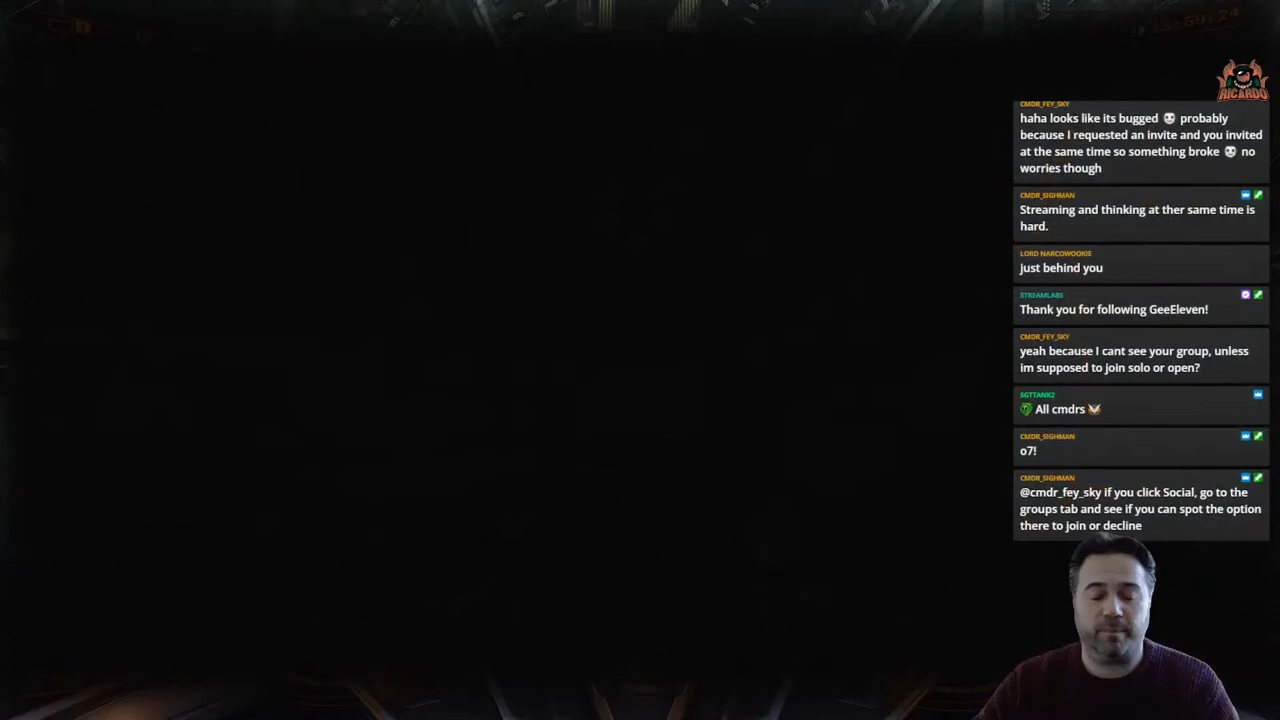 RICARDO
CMDR_FEY_SKY
haha looks like its bugged 💀 probably
because I requested an invite and you invited
at the same time so something broke 💀 no
worries though
CMDR_SIGHMAN
Streaming and thinking at ther same time is
hard.
LORD NARCOWOOKIE
just behind you
STREAMLABS
Thank you for following GeeEleven!
CMDR_FEY_SKY
yeah because I cant see your group, unless
im supposed to join solo or open?
SGTTANK2
All cmdrs
CMDR_SIGHMAN
o7!
CMDR_SIGHMAN
@cmdr_fey_sky if you click Social, go to the
groups tab and see if you can spot the option
there to join or decline